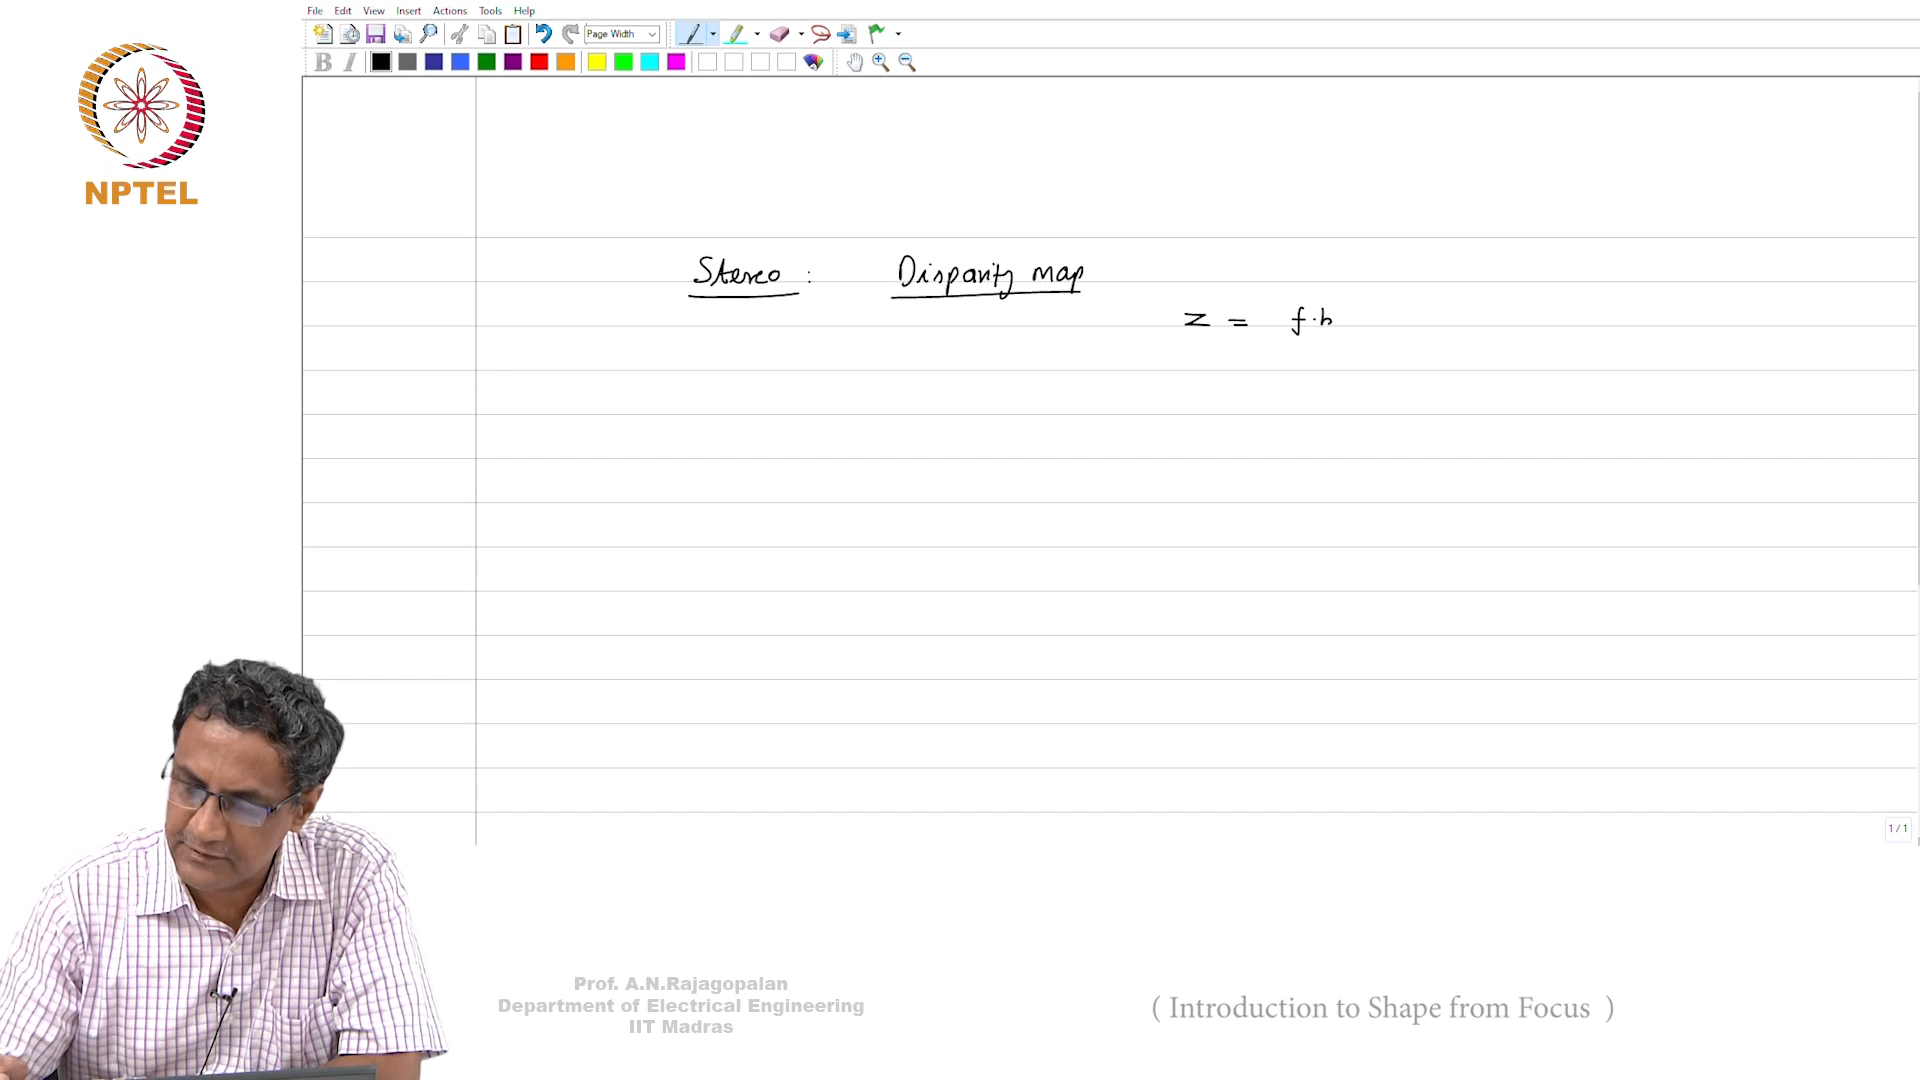 File Edit View Insert Actions Tools Help
Page Width
B I
NPTEL
Stereo : Disparity map
Z = f.b
1 / 1
Prof. A.N.Rajagopalan
Department of Electrical Engineering
IIT Madras
( Introduction to Shape from Focus )